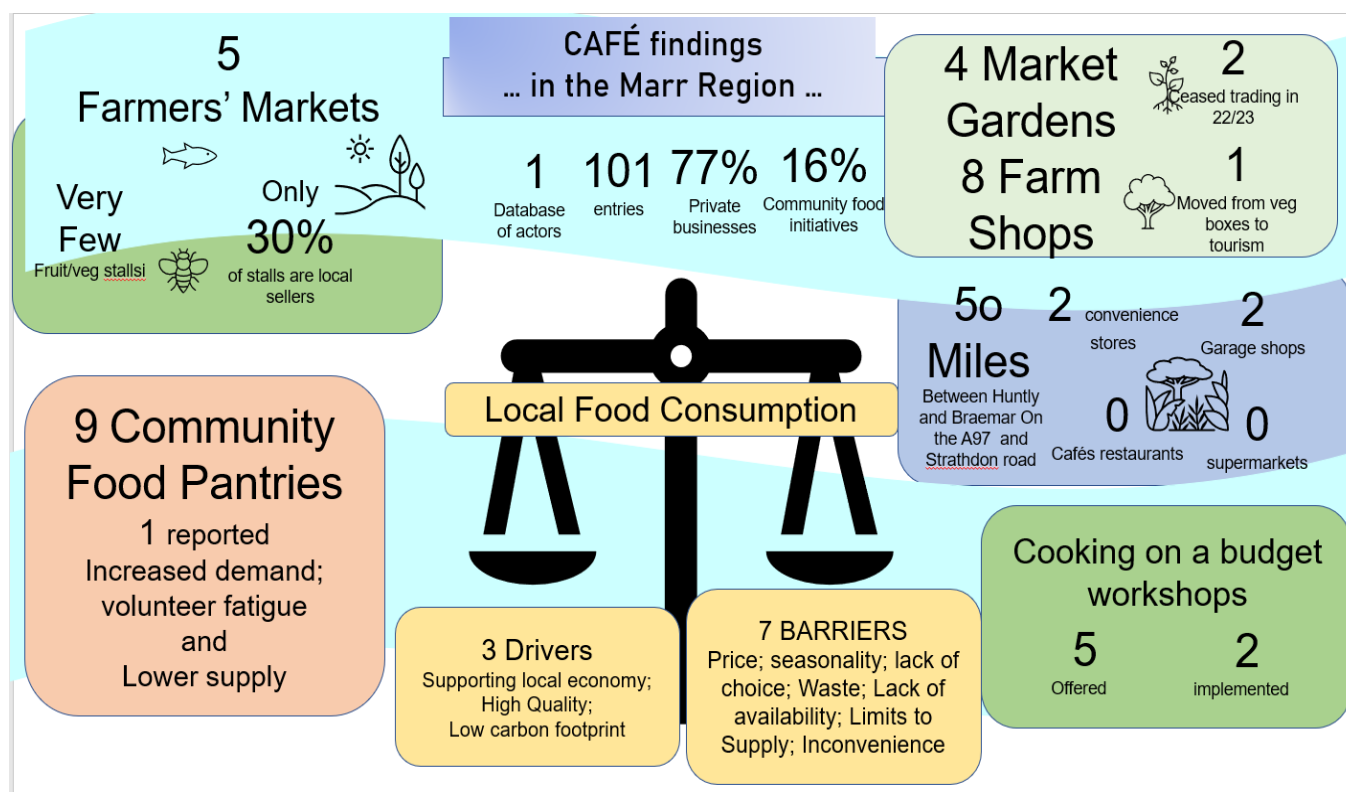 CAFÉ findings
... in the Marr Region ...
5
Farmers’ Markets
Very
Few
Fruit/veg stallsi
Only
30%
of stalls are local
sellers
1
Database
of actors
101
entries
77%
Private
businesses
16%
Community food
initiatives
4 Market
Gardens
8 Farm
Shops
2
Ceased trading in
22/23
1
Moved from veg
boxes to
tourism
5o
Miles
Between Huntly
and Braemar On
the A97 and
Strathdon road
2 convenience
stores
2
Garage shops
0
Cafés restaurants
0
supermarkets
Local Food Consumption
9 Community
Food Pantries
1 reported
Increased demand;
volunteer fatigue
and
Lower supply
3 Drivers
Supporting local economy;
High Quality;
Low carbon footprint
7 BARRIERS
Price; seasonality; lack of
choice; Waste; Lack of
availability; Limits to
Supply; Inconvenience
Cooking on a budget
workshops
5
Offered
2
implemented